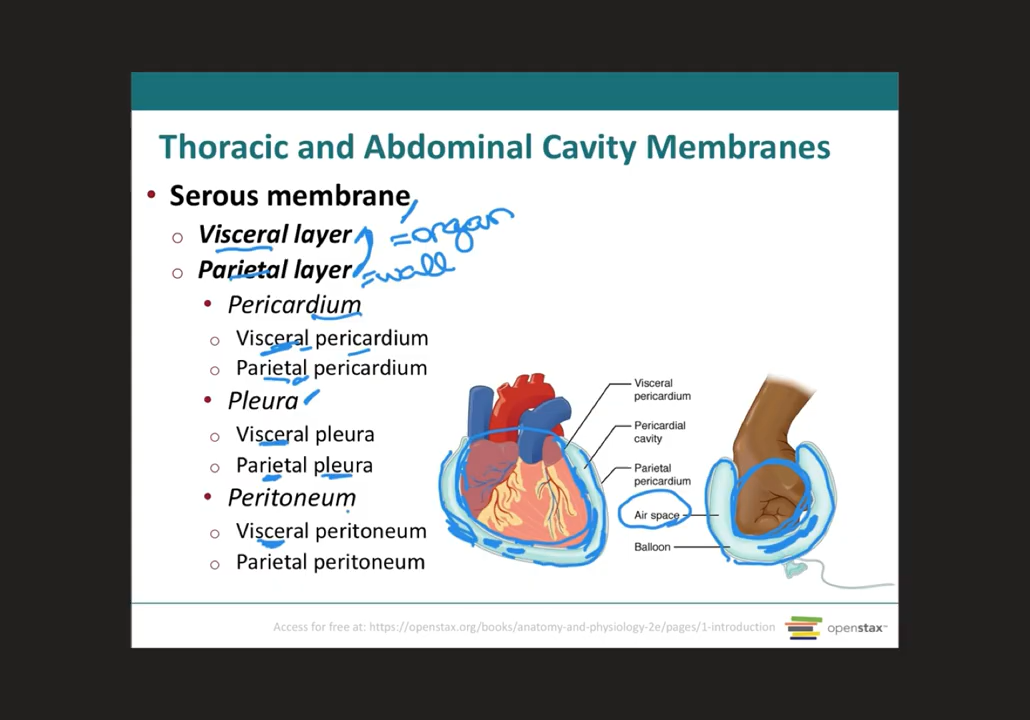 Thoracic and Abdominal Cavity Membranes
• Serous membrane
○ Visceral layer = organ
○ Parietal layer = wall
• Pericardium
○ Visceral pericardium
○ Parietal pericardium
• Pleura
○ Visceral pleura
○ Parietal pleura
• Peritoneum
○ Visceral peritoneum
○ Parietal peritoneum
Visceral
pericardium
Pericardial
cavity
Parietal
pericardium
Air space
Balloon
Access for free at: https://openstax.org/books/anatomy-and-physiology-2e/pages/1-introduction
openstax™